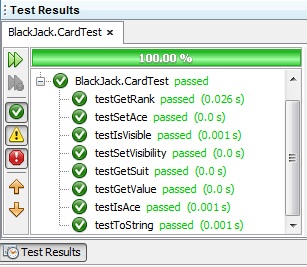 Test Results
BlackJack.CardTest
100.00 %
BlackJack.CardTest passed
testGetRank passed (0.026 s)
testSetAce passed (0.0 s)
testIsVisible passed (0.001 s)
testSetVisibility passed (0.0 s)
testGetSuit passed (0.0 s)
testGetValue passed (0.0 s)
testIsAce passed (0.001 s)
testToString passed (0.001 s)
Test Results